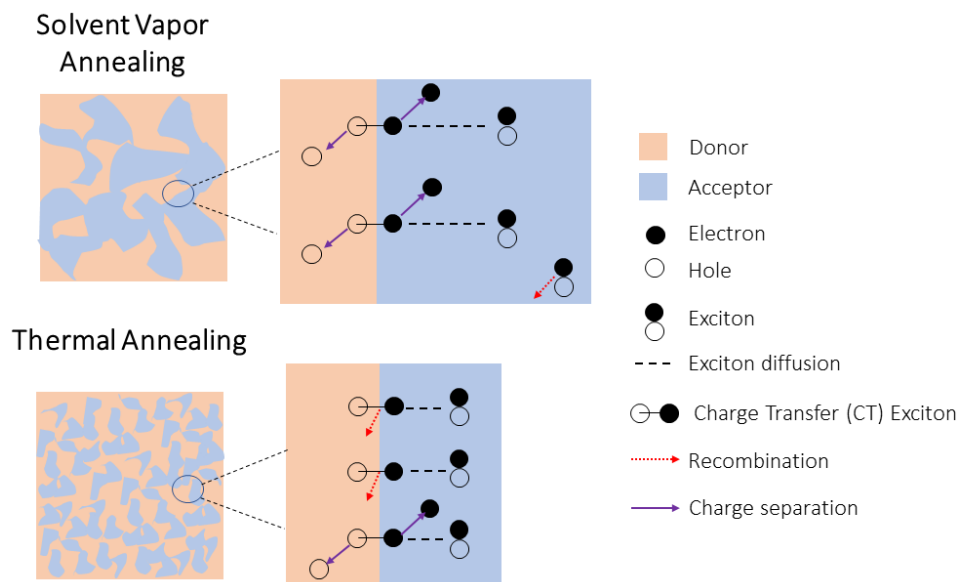 Solvent Vapor
Annealing
Thermal Annealing
Donor
Acceptor
Electron
Hole
Exciton
Exciton diffusion
Charge Transfer (CT) Exciton
Recombination
Charge separation